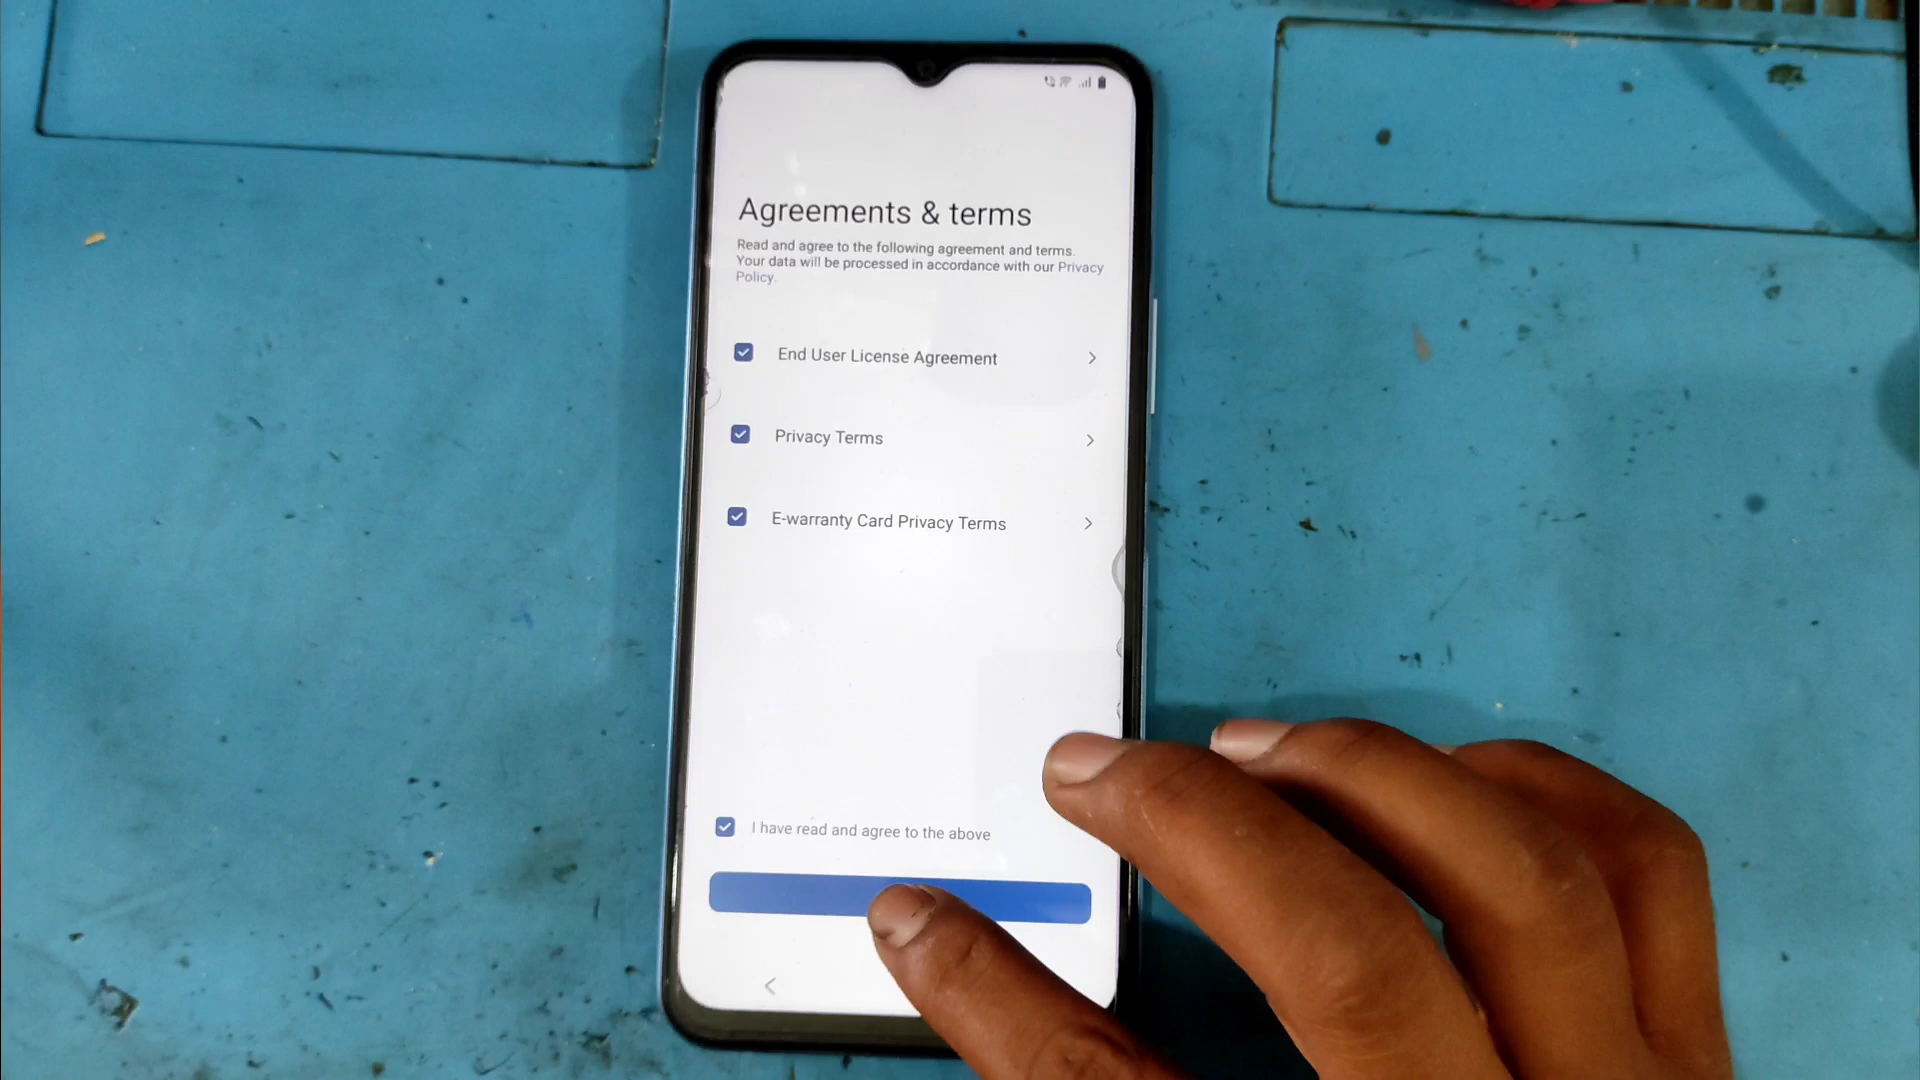 Agreements & terms
Read and agree to the following agreement and terms.
Your data will be processed in accordance with our Privacy
Policy.
End User License Agreement
Privacy Terms
E-warranty Card Privacy Terms
I have read and agree to the above